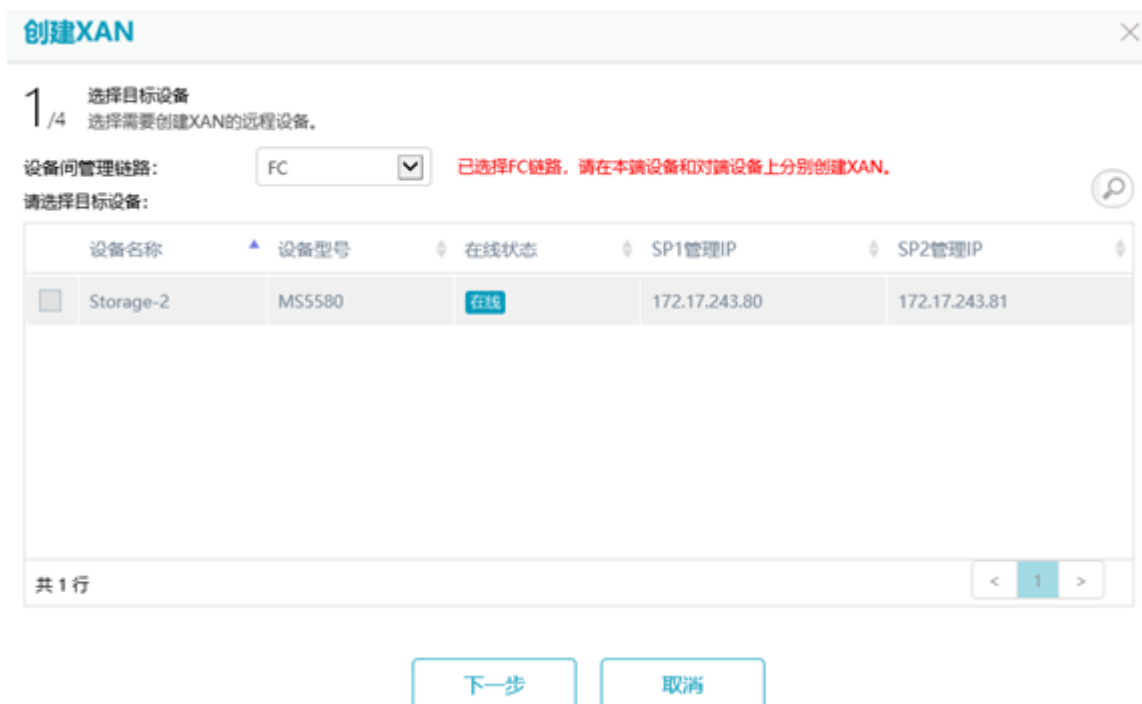 创建XAN
1/4 选择目标设备
选择需要创建XAN的远程设备。
设备间管理链路： FC 已选择FC链路，请在本端设备和对端设备上分别创建XAN。
请选择目标设备：
设备名称 设备型号 在线状态 SP1管理IP SP2管理IP
Storage-2 MS5580 在线 172.17.243.80 172.17.243.81
共 1 行 < 1 >
下一步 取消